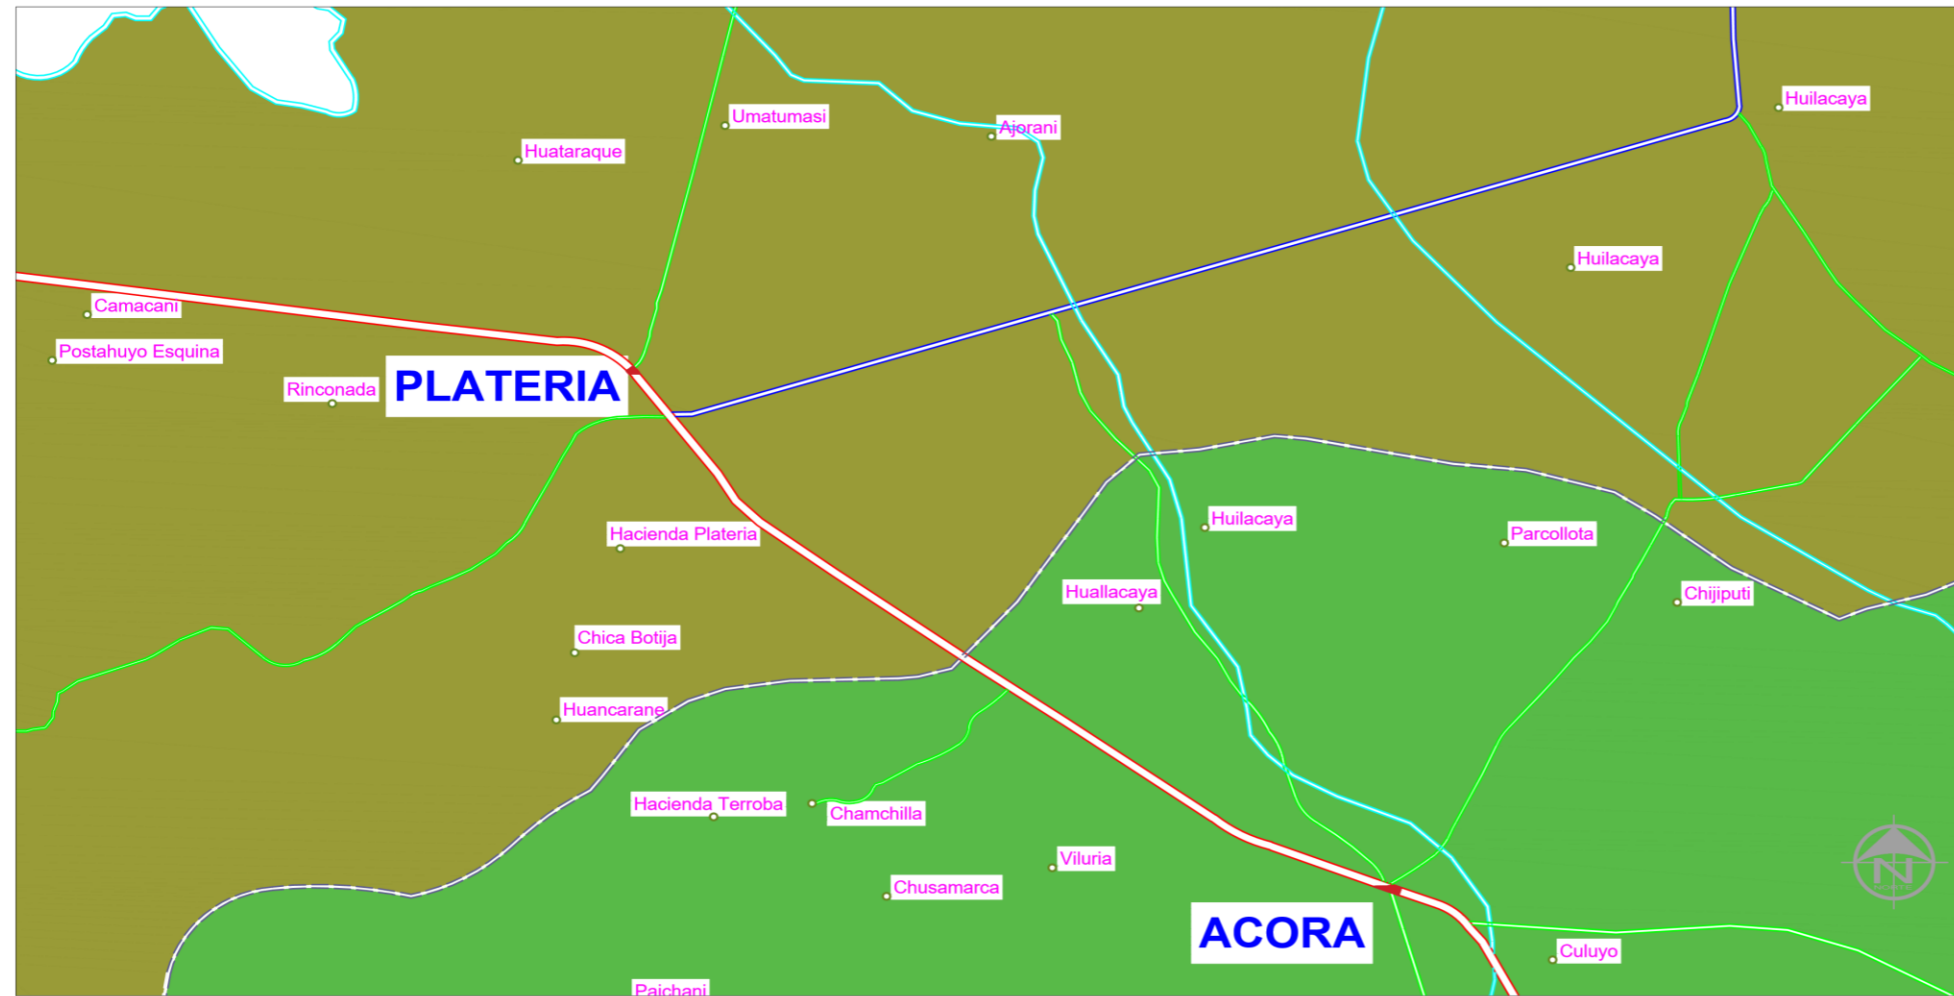 Huilacaya
Umatumasi
Ajorani
Huataraque
Huilacaya
Camacani
Postahuyo Esquina
Rinconada
PLATERIA
Huilacaya
Parcollota
Hacienda Plateria
Huallacaya
Chijiputi
Chica Botija
Huancarane
Hacienda Terroba
Chamchilla
Viluria
Chusamarca
N
ACORA
Culuyo
Paichani